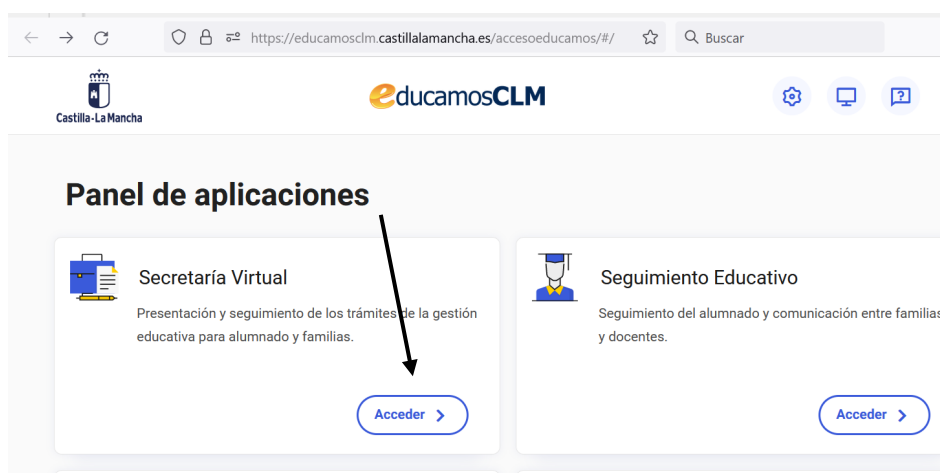 https://educamosclm.castillalamancha.es/accesoeducamos/#/
Buscar
Castilla-La Mancha
educamosCLM
Panel de aplicaciones
Secretaría Virtual
Presentación y seguimiento de los trámites de la gestión
educativa para alumnado y familias.
Acceder
Seguimiento Educativo
Seguimiento del alumnado y comunicación entre familias
y docentes.
Acceder